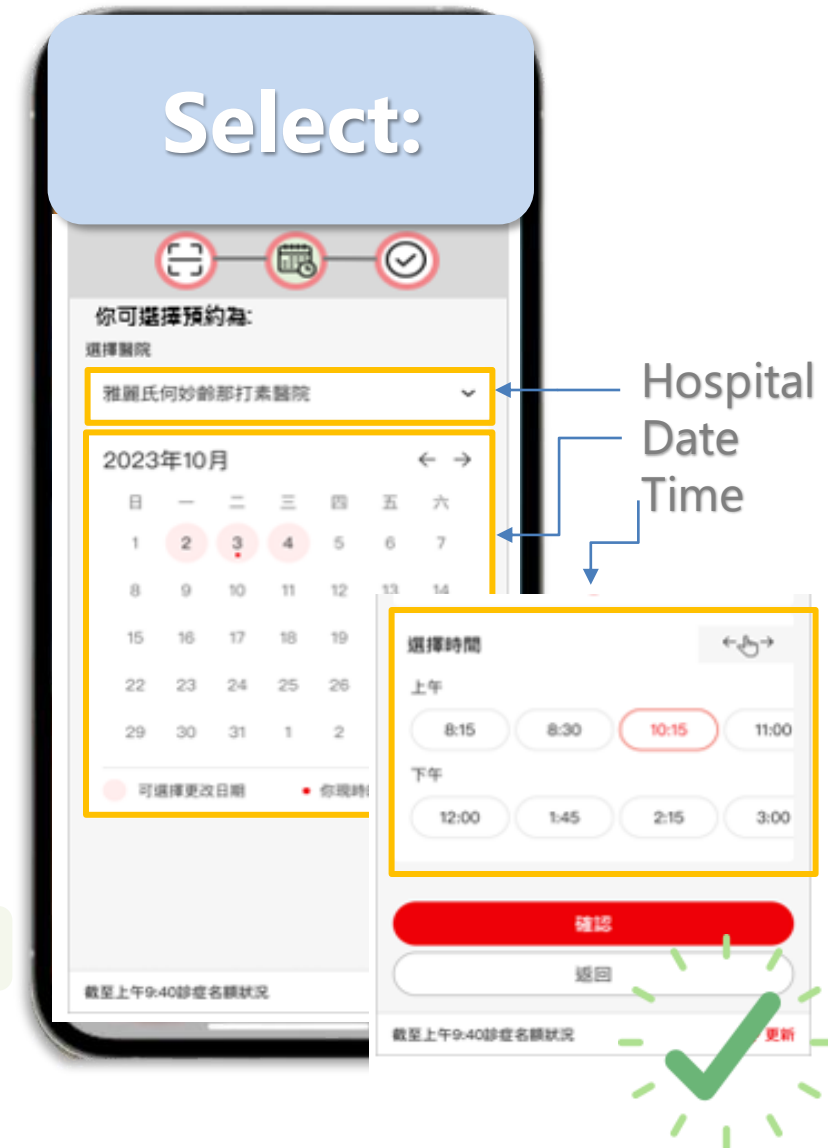 Select:
你可選擇預約為:
選擇醫院
雅麗氏何妙齡那打素醫院
Hospital
Date
Time
2023年10月
日 一 二 三 四 五 六
1 2 3 4 5 6 7
8 9 10 11 12 13 14
15 16 17 18 19
22 23 24 25 26
29 30 31 1 2
可選擇更改日期 你現時
選擇時間
上午
8:15 8:30 10:15 11:00
下午
12:00 1:45 2:15 3:00
確認
返回
截至上午9:40診症名額狀況
截至上午9:40診症名額狀況 更新